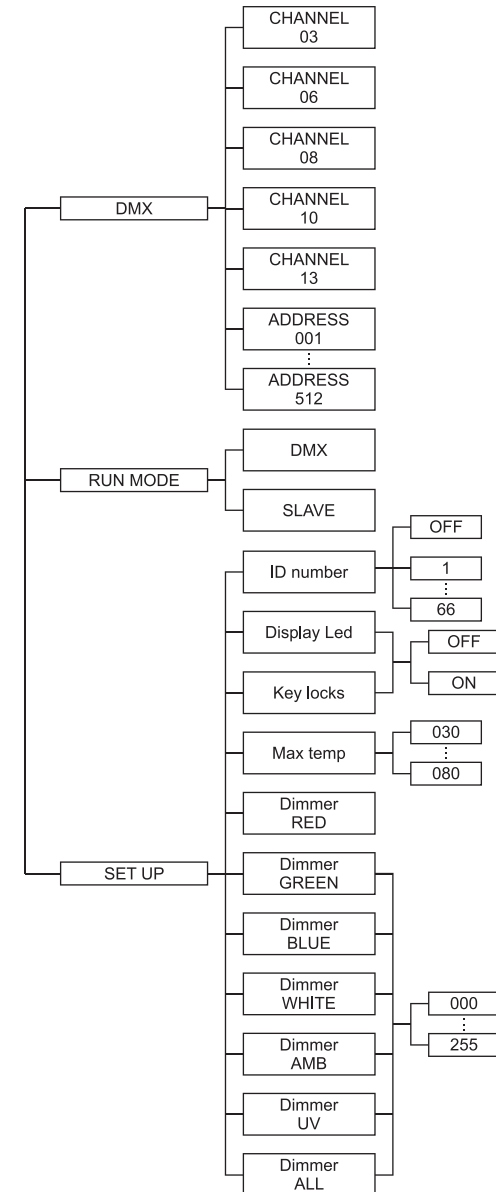 CHANNEL
03
CHANNEL
06
CHANNEL
08
DMX
CHANNEL
10
CHANNEL
13
ADDRESS
001
ADDRESS
512
RUN MODE
DMX
SLAVE
SET UP
ID number
OFF
1
66
Display Led
Key locks
OFF
ON
Max temp
030
080
Dimmer
RED
Dimmer
GREEN
Dimmer
BLUE
Dimmer
WHITE
Dimmer
AMB
Dimmer
UV
Dimmer
ALL
000
255